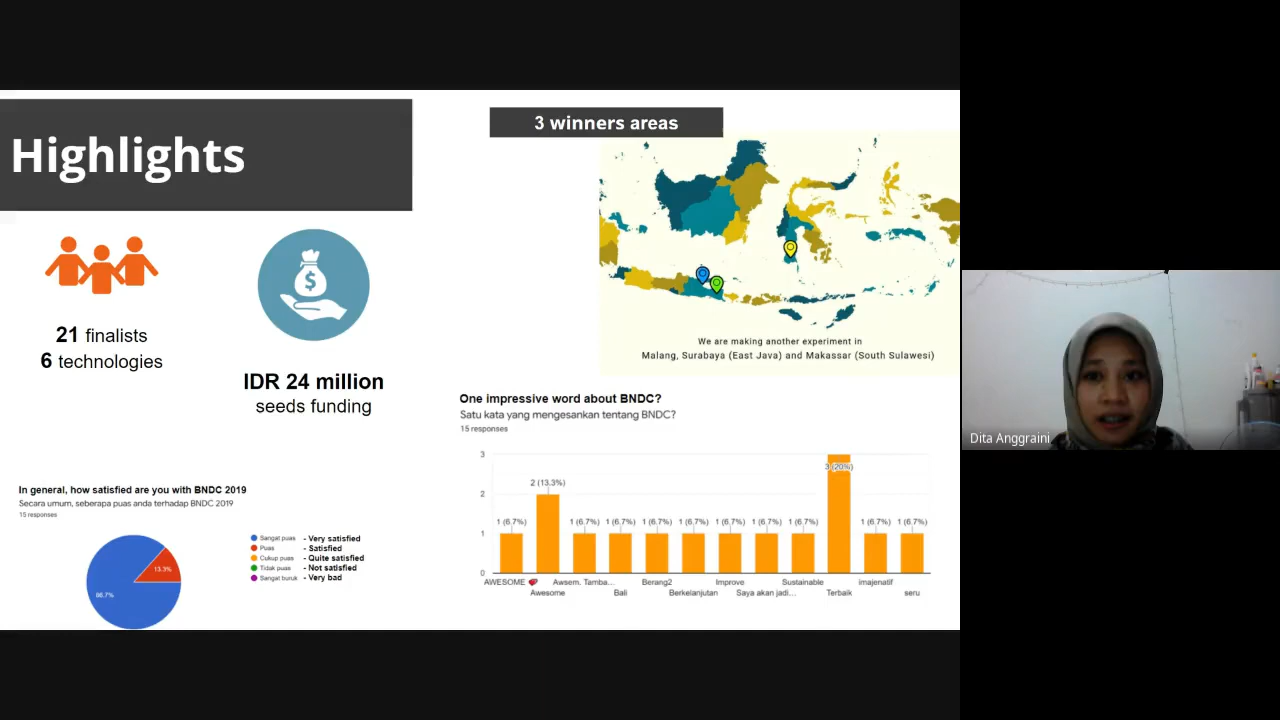 Highlights
21 finalists
6 technologies
IDR 24 million
seeds funding
3 winners areas
We are making another experiment in
Malang, Surabaya (East Java) and Makassar (South Sulawesi)
In general, how satisfied are you with BNDC 2019
Secara umum, seberapa puas anda terhadap BNDC 2019
15 responses
13.3%
86.7%
Sangat puas - Very satisfied
Puas - Satisfied
Cukup puas - Quite satisfied
Tidak puas - Not satisfied
Sangat buruk - Very bad
One impressive word about BNDC?
Satu kata yang mengesankan tentang BNDC?
15 responses
3
2
1
0
1 (6.7%)
2 (13.3%)
1 (6.7%)
1 (6.7%)
1 (6.7%)
1 (6.7%)
1 (6.7%)
1 (6.7%)
1 (6.7%)
3 (20%)
1 (6.7%)
1 (6.7%)
AWESOME
Awesome
Awsem. Tamba...
Bali
Berang2
Berkelanjutan
Improve
Saya akan jadi...
Sustainable
Terbaik
imajenatif
seru
Dita Anggraini